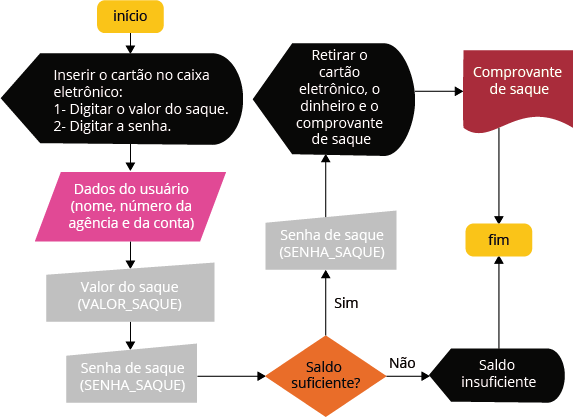 início
Inserir o cartão no caixa
eletrônico:
1- Digitar o valor do saque.
2- Digitar a senha.
Dados do usuário
(nome, número da
agência e da conta)
Valor do saque
(VALOR_SAQUE)
Senha de saque
(SENHA_SAQUE)
Saldo
suficiente?
Sim
Senha de saque
(SENHA_SAQUE)
Retirar o
cartão
eletrônico, o
dinheiro e o
comprovante
de saque
Comprovante
de saque
Não
Saldo
insuficiente
fim